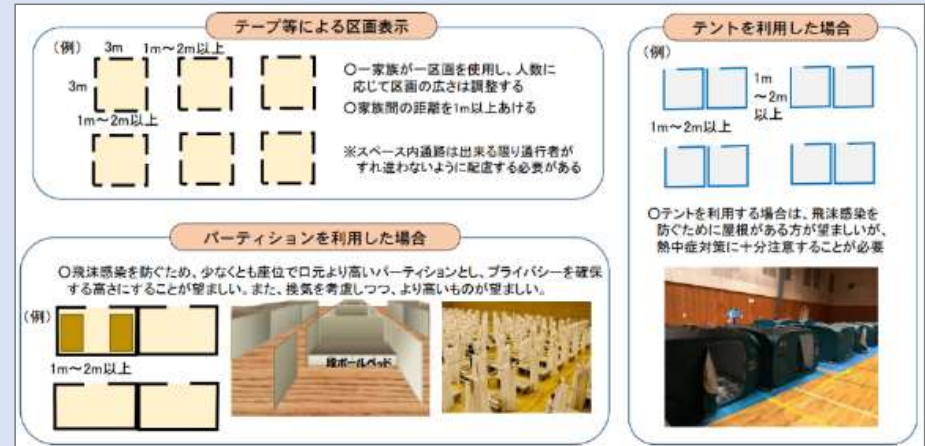 テープ等による区画表示
(例) 3m 1m～2m以上
3m
1m～2m以上
○一家族が一区画を使用し、人数に
応じて区画の広さは調整する
○家族間の距離を1m以上あける
※スペース内通路は出来る限り通行者が
すれ違わないように配慮する必要がある
パーティションを利用した場合
○飛沫感染を防ぐため、少なくとも座位で口元より高いパーティションとし、プライバシーを確保
する高さにすることが望ましい。また、換気を考慮しつつ、より高いものが望ましい。
(例)
1m～2m以上
段ボールベッド
テントを利用した場合
(例)
1m
～2m
以上
1m～2m以上
○テントを利用する場合は、飛沫感染を
防ぐために屋根がある方が望ましいが、
熱中症対策に十分注意することが必要